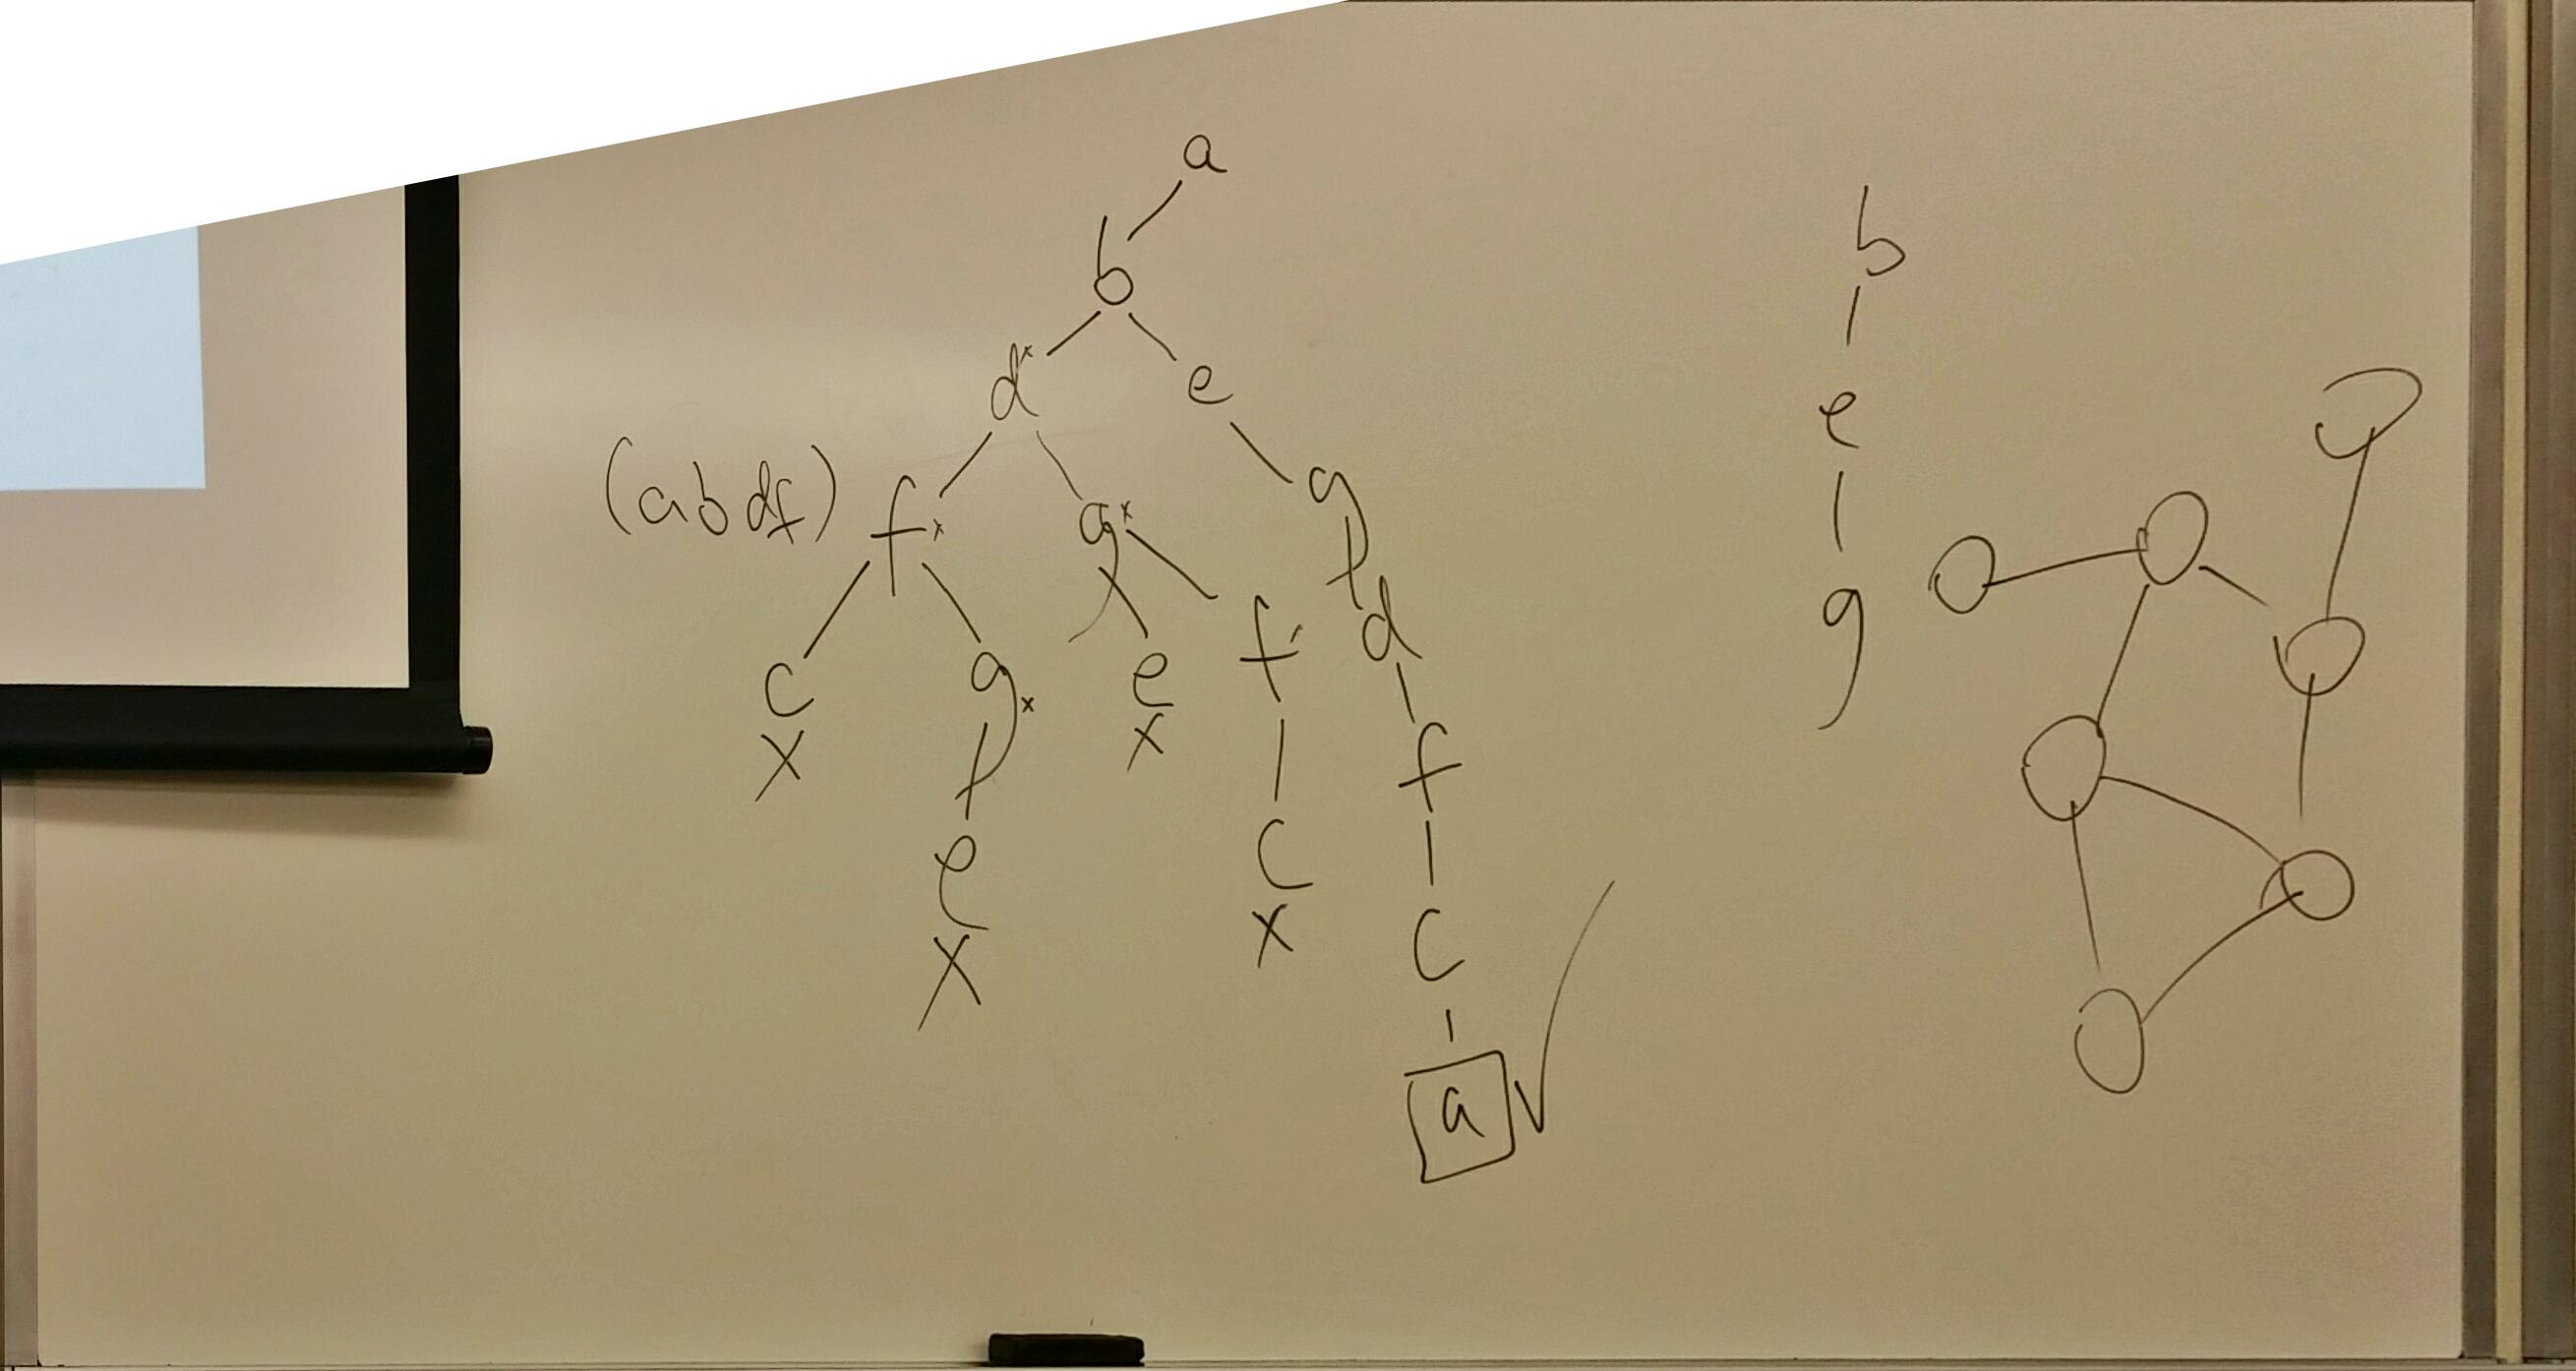 a
b
d x e
(abdf) f x g x g
c g x e f d
x e x c f
x x c
a ✓
b
e
g